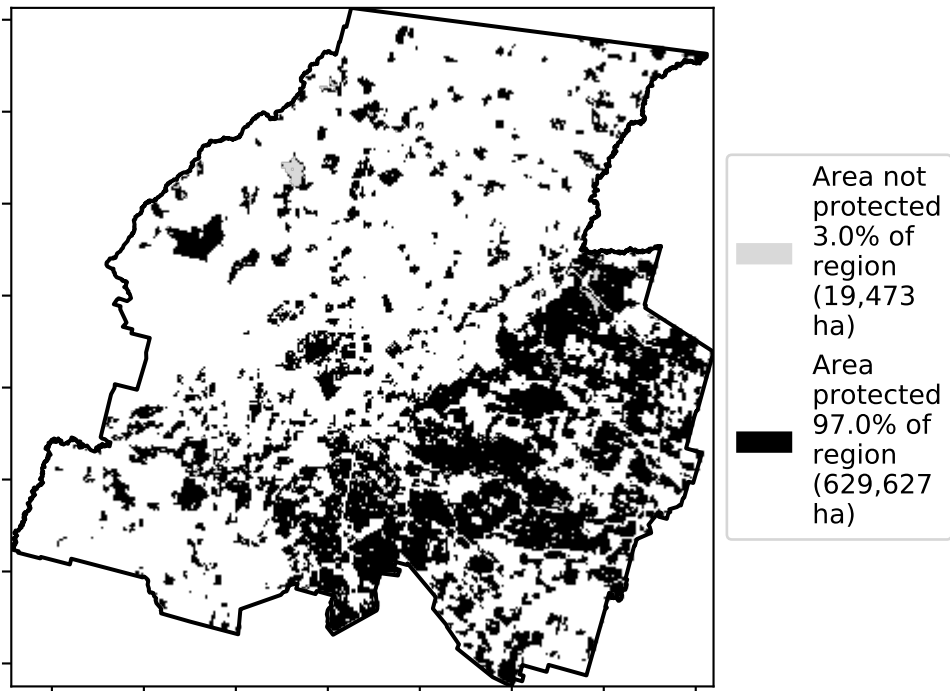 Area not
protected
3.0% of
region
(19,473
ha)
Area
protected
97.0% of
region
(629,627
ha)